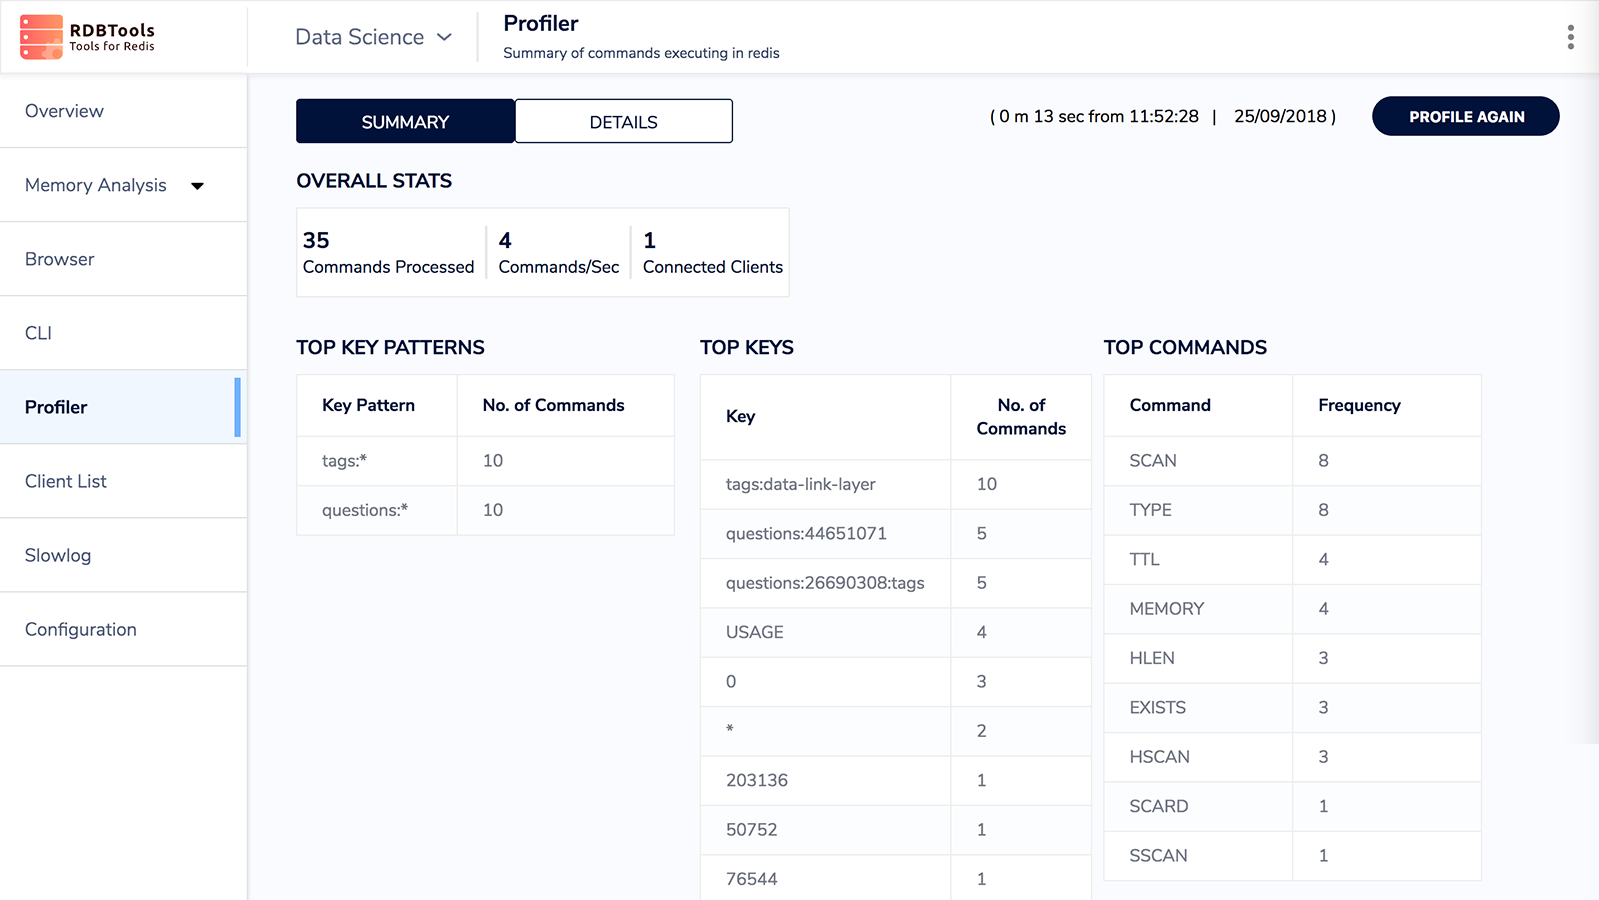 RDBTools
Tools for Redis
Data Science
Profiler
Summary of commands executing in redis
Overview
Memory Analysis
Browser
CLI
Profiler
Client List
Slowlog
Configuration
SUMMARY
DETAILS
( 0 m 13 sec from 11:52:28 | 25/09/2018 )
PROFILE AGAIN
OVERALL STATS
35
Commands Processed
4
Commands/Sec
1
Connected Clients
TOP KEY PATTERNS
Key Pattern No. of Commands
tags:* 10
questions:* 10
TOP KEYS
Key
No. of
Commands
tags:data-link-layer 10
questions:44651071 5
questions:26690308:tags 5
USAGE 4
0 3
* 2
203136 1
50752 1
76544 1
TOP COMMANDS
Command Frequency
SCAN 8
TYPE 8
TTL 4
MEMORY 4
HLEN 3
EXISTS 3
HSCAN 3
SCARD 1
SSCAN 1